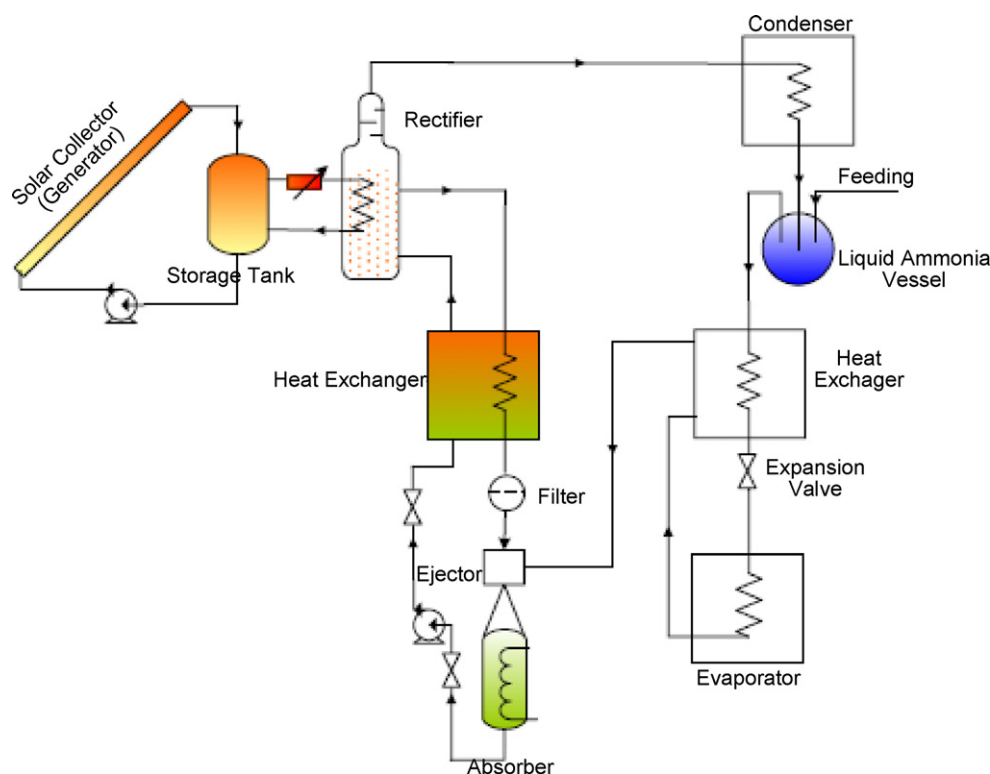 Condenser
Rectifier
Solar Collector
(Generator)
Feeding
Storage Tank
Liquid Ammonia
Vessel
Heat Exchanger
Heat
Exchager
Expansion
Valve
Filter
Ejector
Evaporator
Absorber